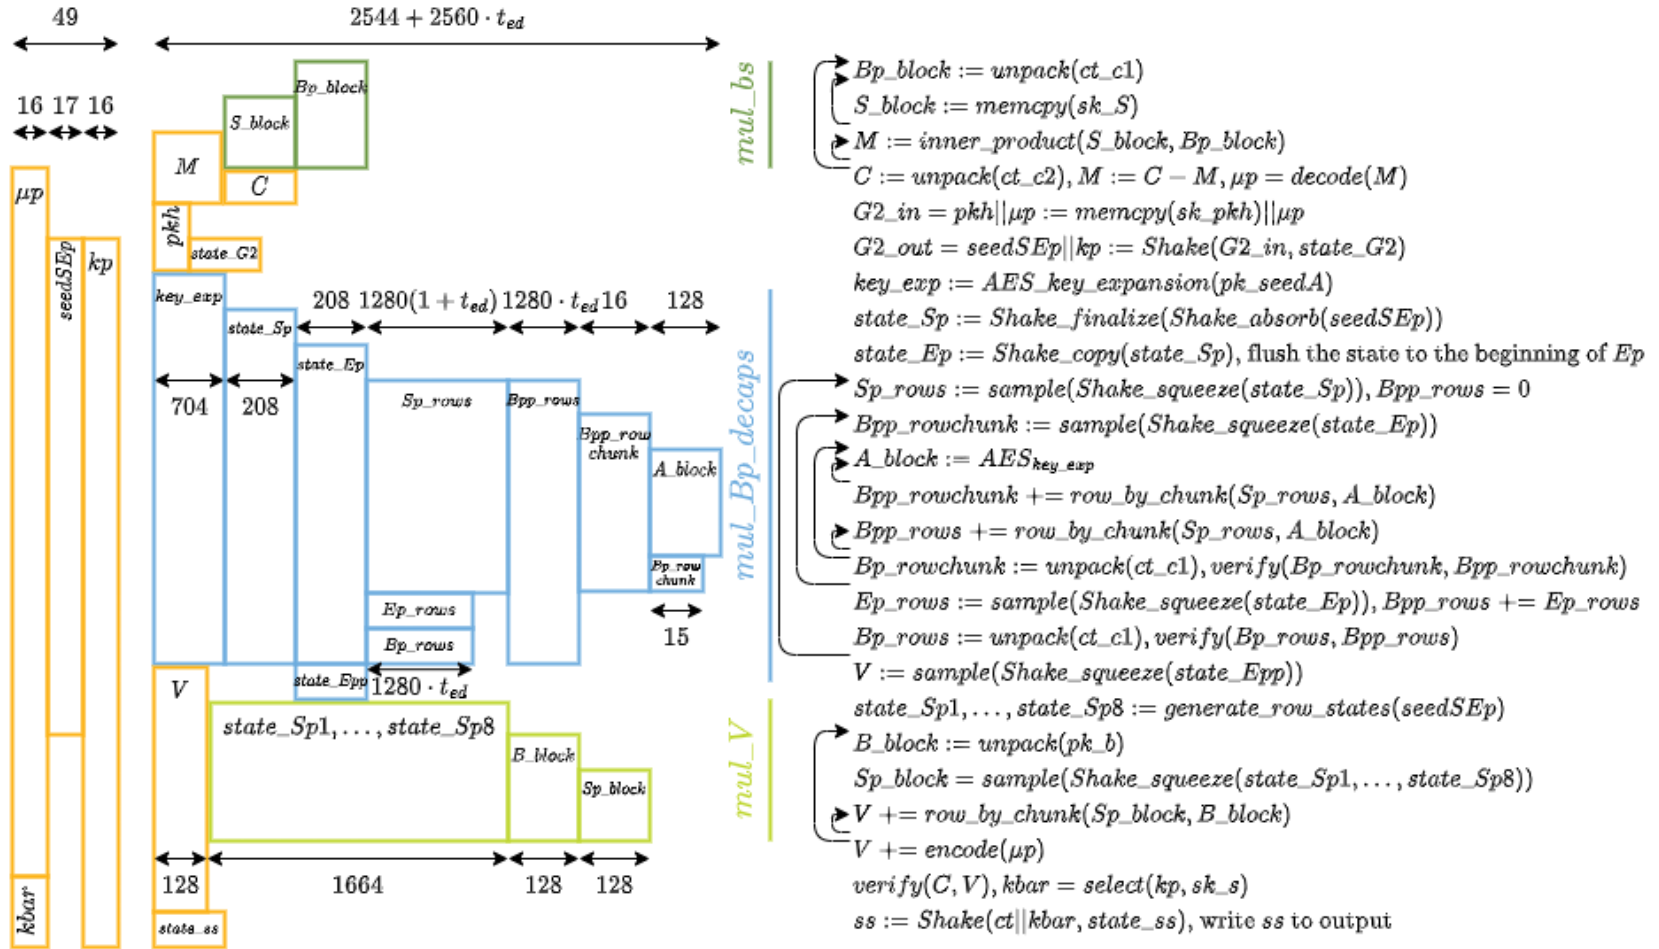 49
2544 + 2560 · t_ed
16 17 16
μp
seedSEp
kp
kbar
Bp_block
S_block
M
C
pkh
state_G2
mul_bs
key_exp
208 1280(1 + t_ed) 1280 · t_ed 16 128
state_Sp
state_Ep
704
208
Sp_rows
Bpp_rows
Bpp_row
chunk
A_block
Bp_row
chunk
15
Ep_rows
Bp_rows
1280 · t_ed
state_Epp
mul_Bp_decaps
V
state_Sp1, . . . , state_Sp8
B_block
Sp_block
mul_V
128
1664
128
128
state_ss
Bp_block := unpack(ct_c1)
S_block := memcpy(sk_S)
M := inner_product(S_block, Bp_block)
C := unpack(ct_c2), M := C − M, μp = decode(M)
G2_in = pkh||μp := memcpy(sk_pkh)||μp
G2_out = seedSEp||kp := Shake(G2_in, state_G2)
key_exp := AES_key_expansion(pk_seedA)
state_Sp := Shake_finalize(Shake_absorb(seedSEp))
state_Ep := Shake_copy(state_Sp), flush the state to the beginning of Ep
Sp_rows := sample(Shake_squeeze(state_Sp)), Bpp_rows = 0
Bpp_rowchunk := sample(Shake_squeeze(state_Ep))
A_block := AES_key_exp
Bpp_rowchunk += row_by_chunk(Sp_rows, A_block)
Bpp_rows += row_by_chunk(Sp_rows, A_block)
Bp_rowchunk := unpack(ct_c1), verify(Bp_rowchunk, Bpp_rowchunk)
Ep_rows := sample(Shake_squeeze(state_Ep)), Bpp_rows += Ep_rows
Bp_rows := unpack(ct_c1), verify(Bp_rows, Bpp_rows)
V := sample(Shake_squeeze(state_Epp))
state_Sp1, . . . , state_Sp8 := generate_row_states(seedSEp)
B_block := unpack(pk_b)
Sp_block = sample(Shake_squeeze(state_Sp1, . . . , state_Sp8))
V += row_by_chunk(Sp_block, B_block)
V += encode(μp)
verify(C, V), kbar = select(kp, sk_s)
ss := Shake(ct||kbar, state_ss), write ss to output